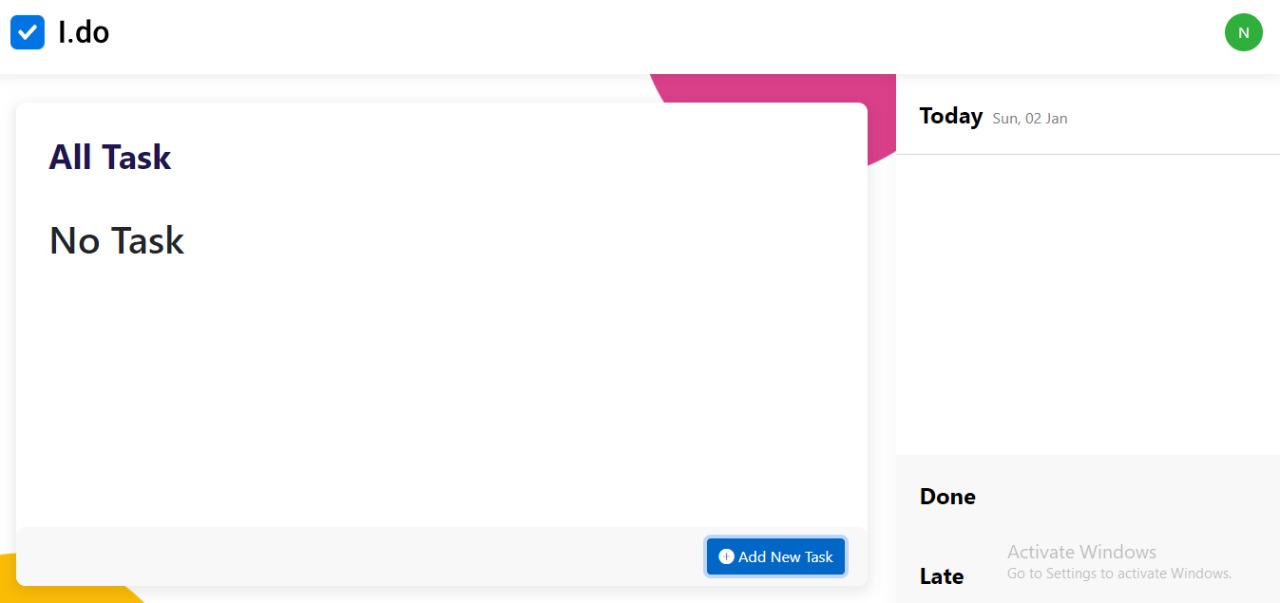 I.do
N
All Task
No Task
Add New Task
Today Sun, 02 Jan
Done
Late
Activate Windows
Go to Settings to activate Windows.